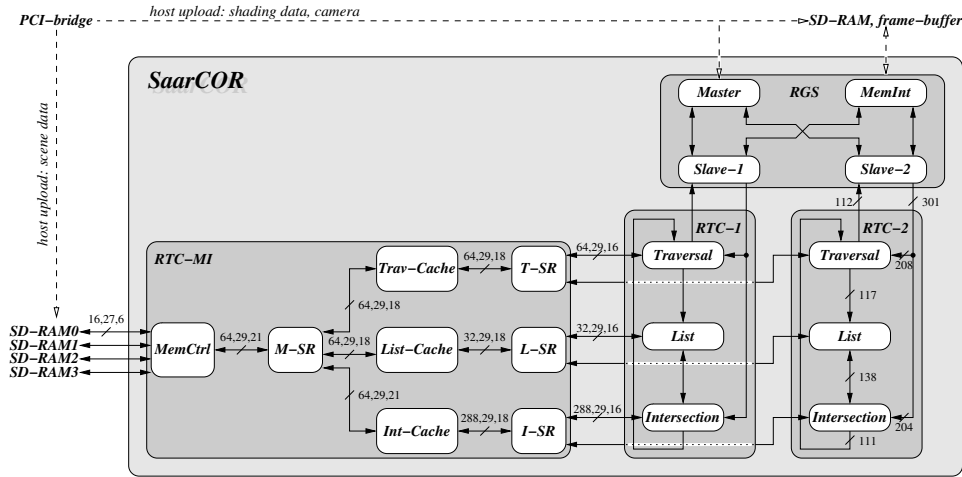 host upload: shading data, camera
PCI-bridge
SD-RAM, frame-buffer
SaarCOR
Master
RGS
MemInt
host upload: scene data
Slave-1
Slave-2
112
301
RTC-1
RTC-2
RTC-MI
Trav-Cache
64,29,18
T-SR
64,29,16
Traversal
Traversal
208
64,29,18
117
16,27,6
SD-RAM0
SD-RAM1
SD-RAM2
SD-RAM3
MemCtrl
64,29,21
M-SR
64,29,18
List-Cache
32,29,18
L-SR
32,29,16
List
List
138
64,29,21
Int-Cache
288,29,18
I-SR
288,29,16
Intersection
Intersection
204
111